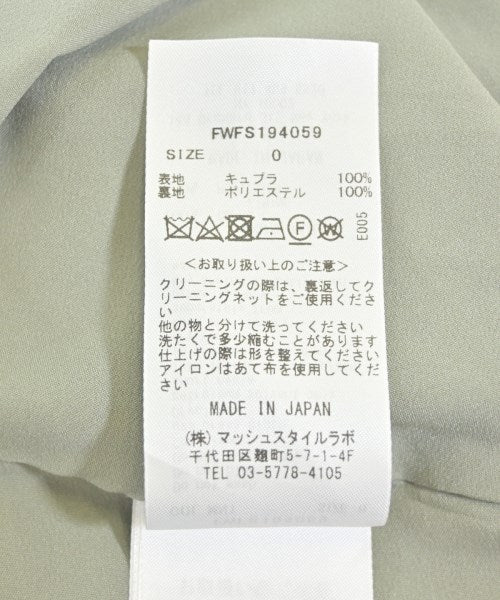 FWFS194059
SIZE 0
表地 キュプラ 100%
裏地 ポリエステル 100%
F W E005
＜お取り扱い上のご注意＞
クリーニングの際は、裏返してク
リーニングネットをご使用くださ
い
他の物と分けて洗ってください
洗たくで多少縮むことがあります
仕上げの際は形を整えてください
アイロンはあて布を使用してくだ
さい
MADE IN JAPAN
(株) マッシュスタイルラボ
千代田区麹町5-7-1-4F
TEL 03-5778-4105